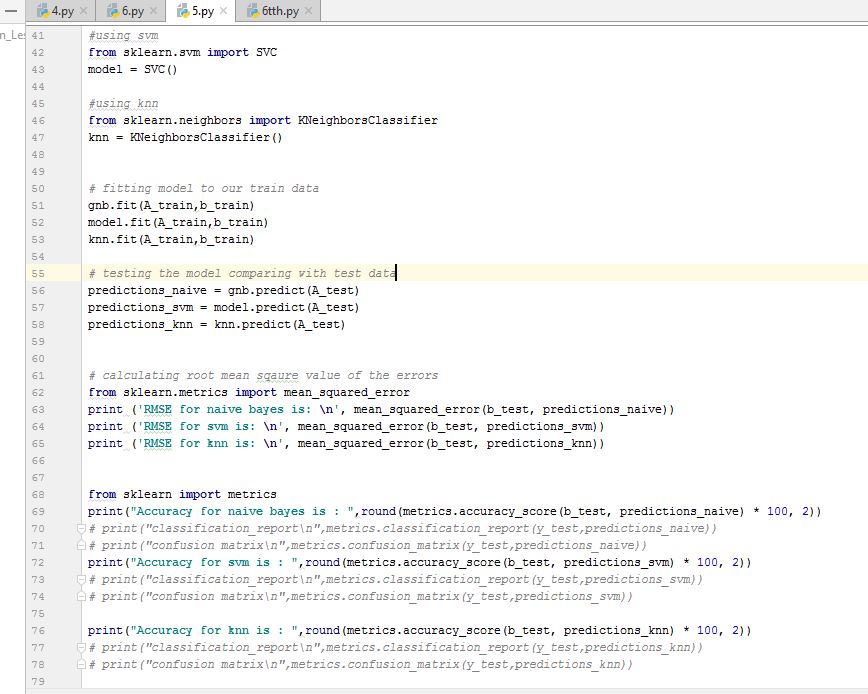 4.py 6.py 5.py 6tth.py
n_Les
41 #using svm
42 from sklearn.svm import SVC
43 model = SVC()
44
45 #using knn
46 from sklearn.neighbors import KNeighborsClassifier
47 knn = KNeighborsClassifier()
48
49
50 # fitting model to our train data
51 gnb.fit(A_train,b_train)
52 model.fit(A_train,b_train)
53 knn.fit(A_train,b_train)
54
55 # testing the model comparing with test data
56 predictions_naive = gnb.predict(A_test)
57 predictions_svm = model.predict(A_test)
58 predictions_knn = knn.predict(A_test)
59
60
61 # calculating root mean sqaure value of the errors
62 from sklearn.metrics import mean_squared_error
63 print ('RMSE for naive bayes is: \n', mean_squared_error(b_test, predictions_naive))
64 print ('RMSE for svm is: \n', mean_squared_error(b_test, predictions_svm))
65 print ('RMSE for knn is: \n', mean_squared_error(b_test, predictions_knn))
66
67
68 from sklearn import metrics
69 print("Accuracy for naive bayes is : ",round(metrics.accuracy_score(b_test, predictions_naive) * 100, 2))
70 # print("classification_report\n",metrics.classification_report(y_test,predictions_naive))
71 # print("confusion matrix\n",metrics.confusion_matrix(y_test,predictions_naive))
72 print("Accuracy for svm is : ",round(metrics.accuracy_score(b_test, predictions_svm) * 100, 2))
73 # print("classification_report\n",metrics.classification_report(y_test,predictions_svm))
74 # print("confusion matrix\n",metrics.confusion_matrix(y_test,predictions_svm))
75
76 print("Accuracy for knn is : ",round(metrics.accuracy_score(b_test, predictions_knn) * 100, 2))
77 # print("classification_report\n",metrics.classification_report(y_test,predictions_knn))
78 # print("confusion matrix\n",metrics.confusion_matrix(y_test,predictions_knn))
79